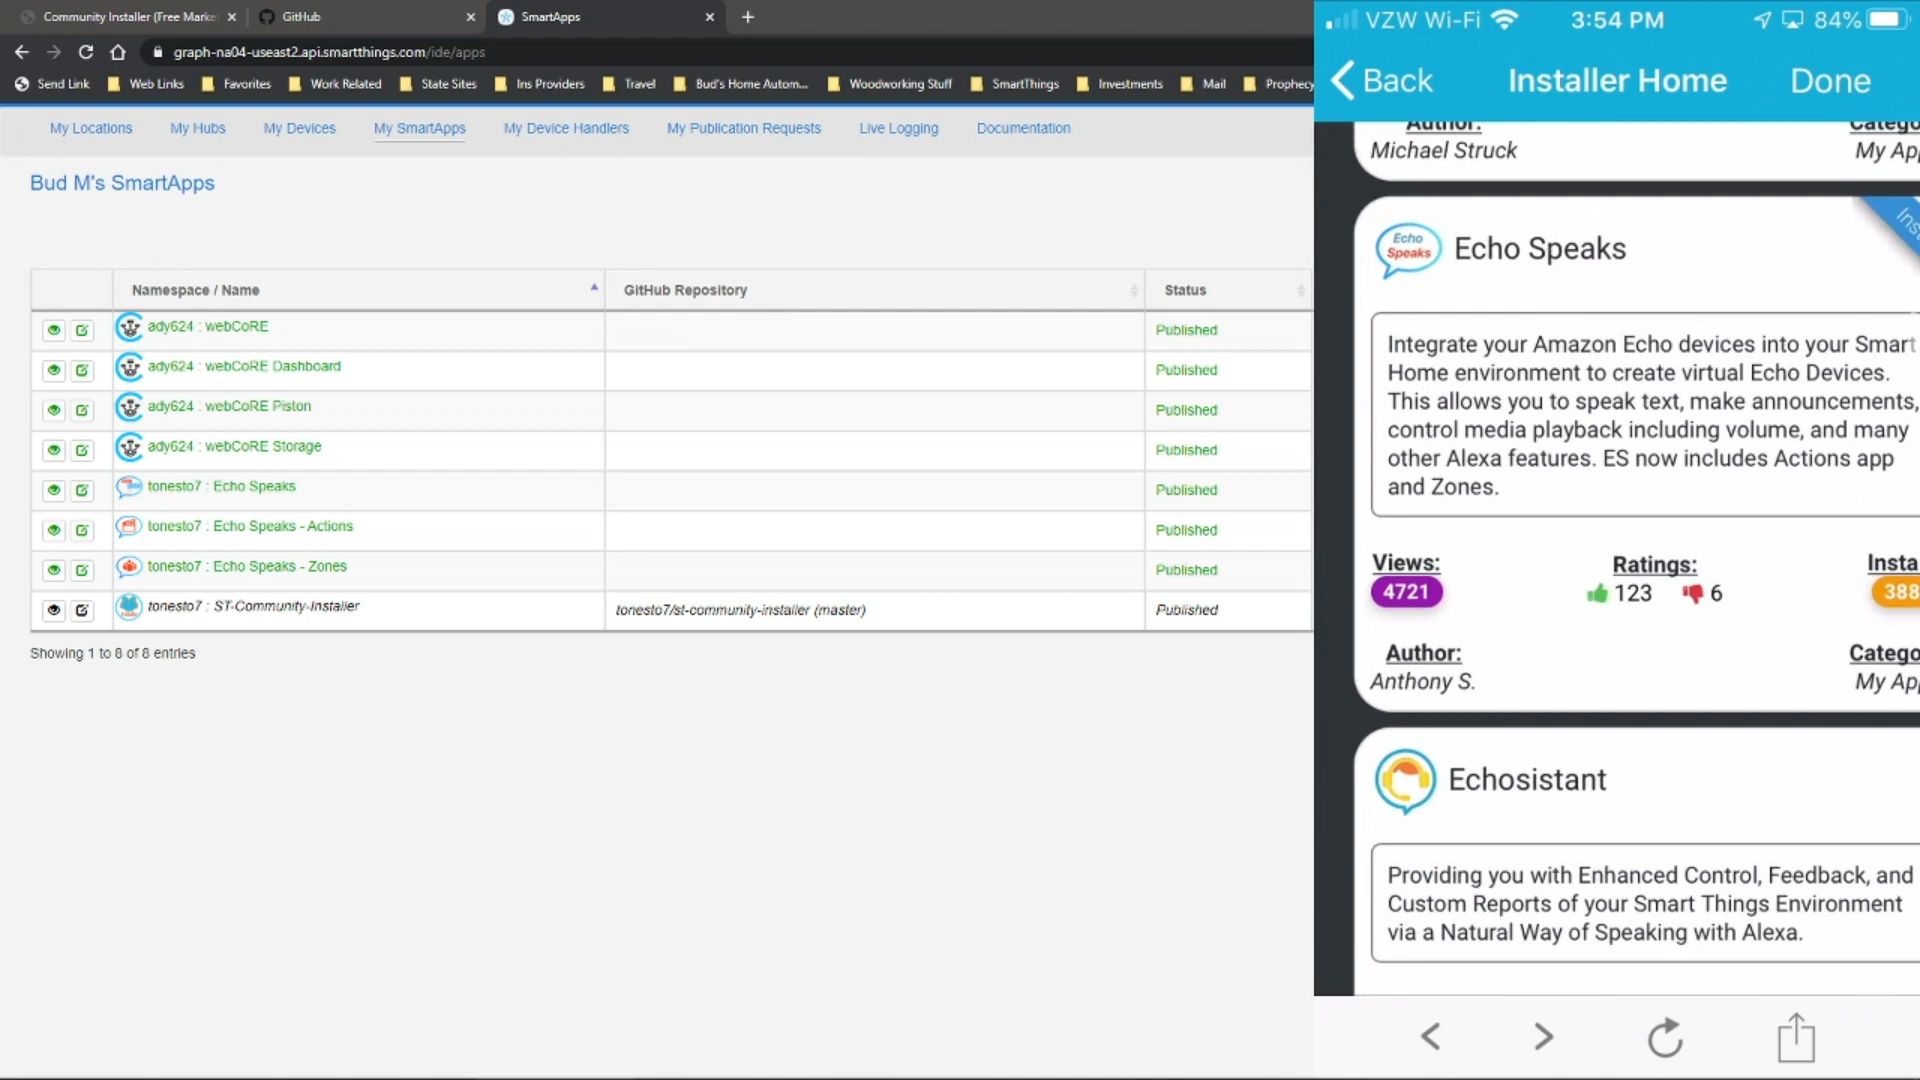 Community Installer (Free Marke
GitHub
SmartApps
graph-na04-useast2.api.smartthings.com/ide/apps
Send Link
Web Links
Favorites
Work Related
State Sites
Ins Providers
Travel
Bud's Home Autom...
Woodworking Stuff
SmartThings
Investments
Mail
Prophecy
My Locations
My Hubs
My Devices
My SmartApps
My Device Handlers
My Publication Requests
Live Logging
Documentation
Bud M's SmartApps
Namespace / Name
GitHub Repository
Status
ady624 : webCoRE
Published
ady624 : webCoRE Dashboard
Published
ady624 : webCoRE Piston
Published
ady624 : webCoRE Storage
Published
tonesto7 : Echo Speaks
Published
tonesto7 : Echo Speaks - Actions
Published
tonesto7 : Echo Speaks - Zones
Published
tonesto7 : ST-Community-Installer
tonesto7/st-community-installer (master)
Published
Showing 1 to 8 of 8 entries
VZW Wi-Fi
3:54 PM
84%
Back
Installer Home
Done
Author:
Catego
Michael Struck
My Ap
Echo Speaks
Echo Speaks
Inst
Integrate your Amazon Echo devices into your Smart
Home environment to create virtual Echo Devices.
This allows you to speak text, make announcements,
control media playback including volume, and many
other Alexa features. ES now includes Actions app
and Zones.
Views:
Ratings:
Insta
4721
123
6
388
Author:
Catego
Anthony S.
My Ap
Echosistant
Providing you with Enhanced Control, Feedback, and
Custom Reports of your Smart Things Environment
via a Natural Way of Speaking with Alexa.